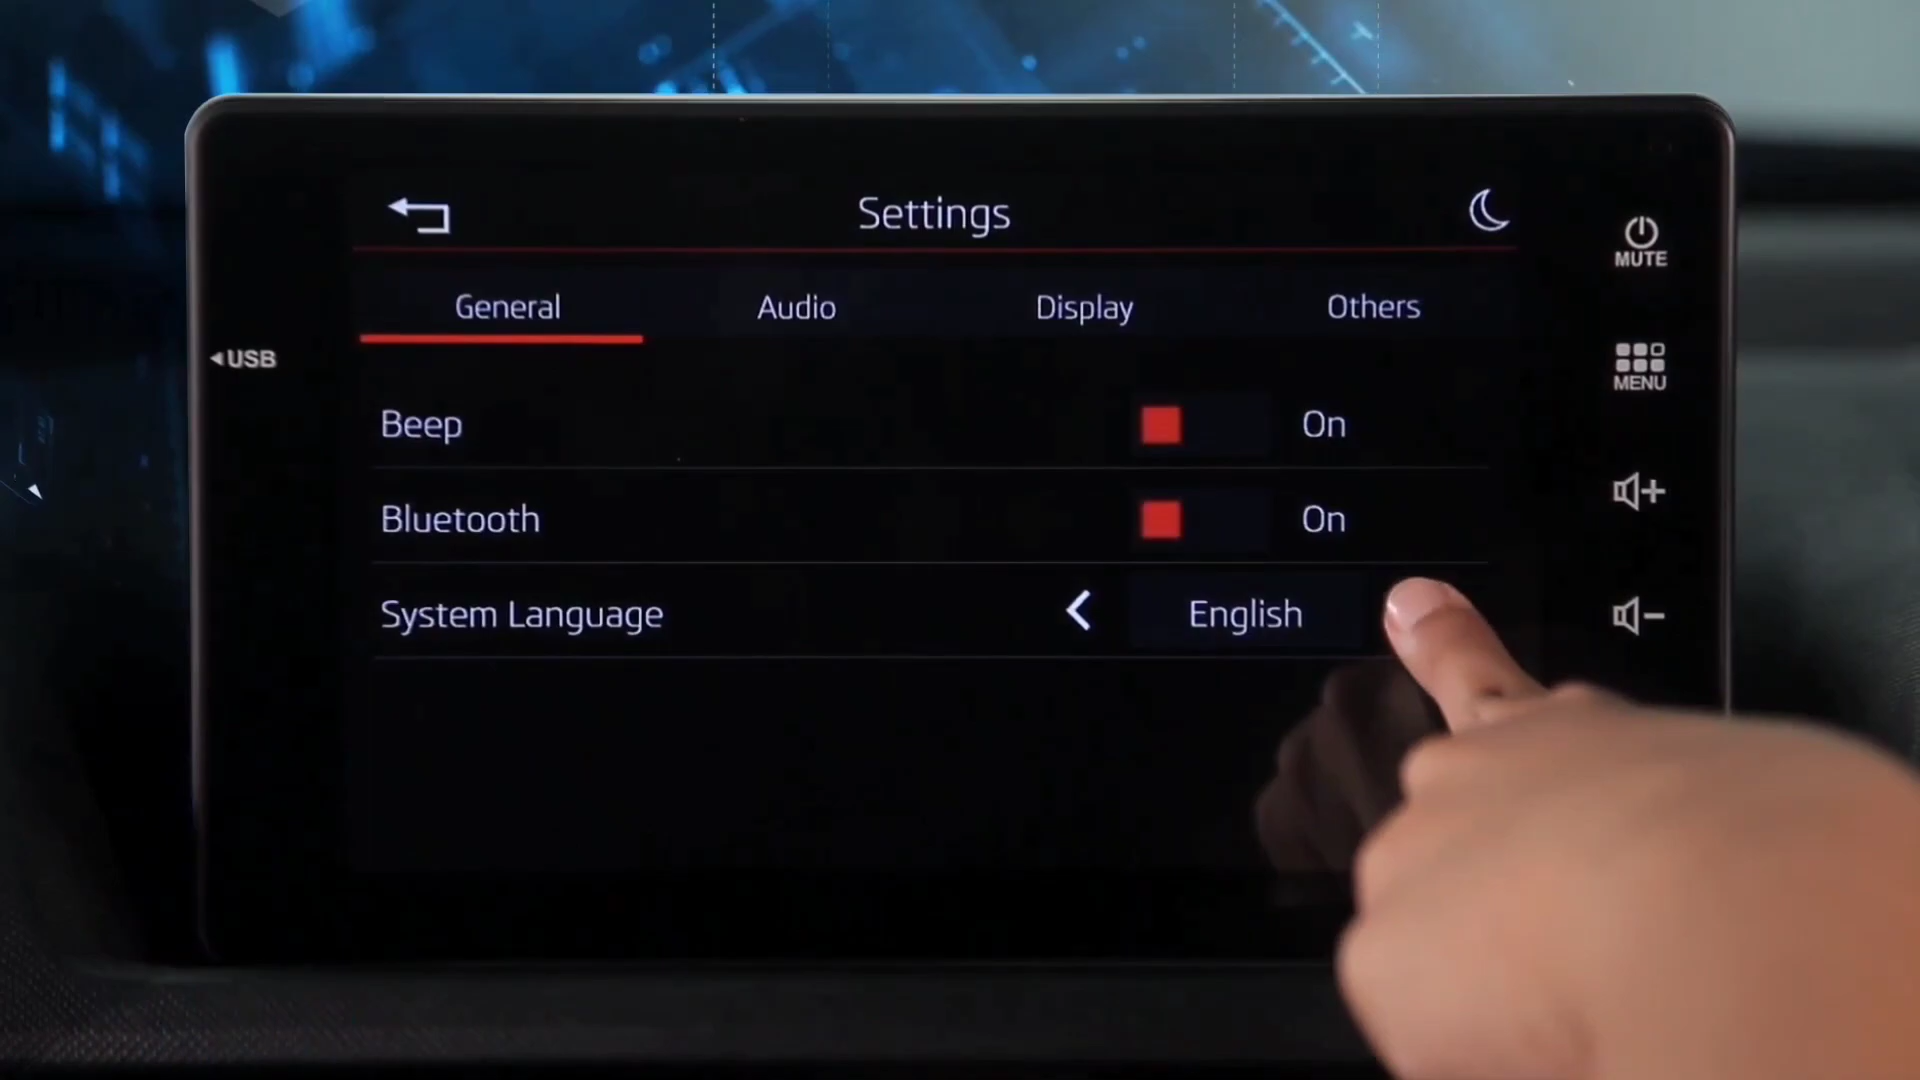 Settings
MUTE
General Audio Display Others
USB
MENU
Beep On
Bluetooth On
System Language English